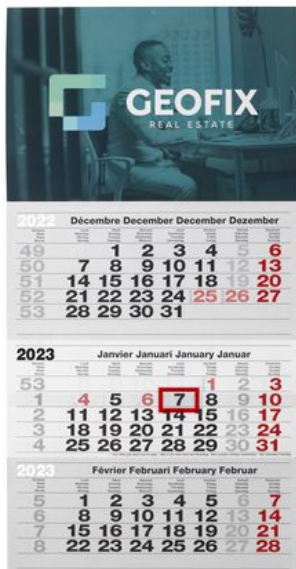 GEOFIX
REAL ESTATE
2022 Décembre December December Dezember
49 1 2 3 4 5 6
50 7 8 9 10 11 12 13
51 14 15 16 17 18 19 20
52 21 22 23 24 25 26 27
53 28 29 30 31
2023 Janvier Januari January Januar
53 1 2 3
1 4 5 6 7 8 9 10
2 11 12 13 14 15 16 17
3 18 19 20 21 22 23 24
4 25 26 27 28 29 30 31
2023 Février Februari February Februar
5 1 2 3 4 5 6 7
6 8 9 10 11 12 13 14
7 15 16 17 18 19 20 21
8 22 23 24 25 26 27 28